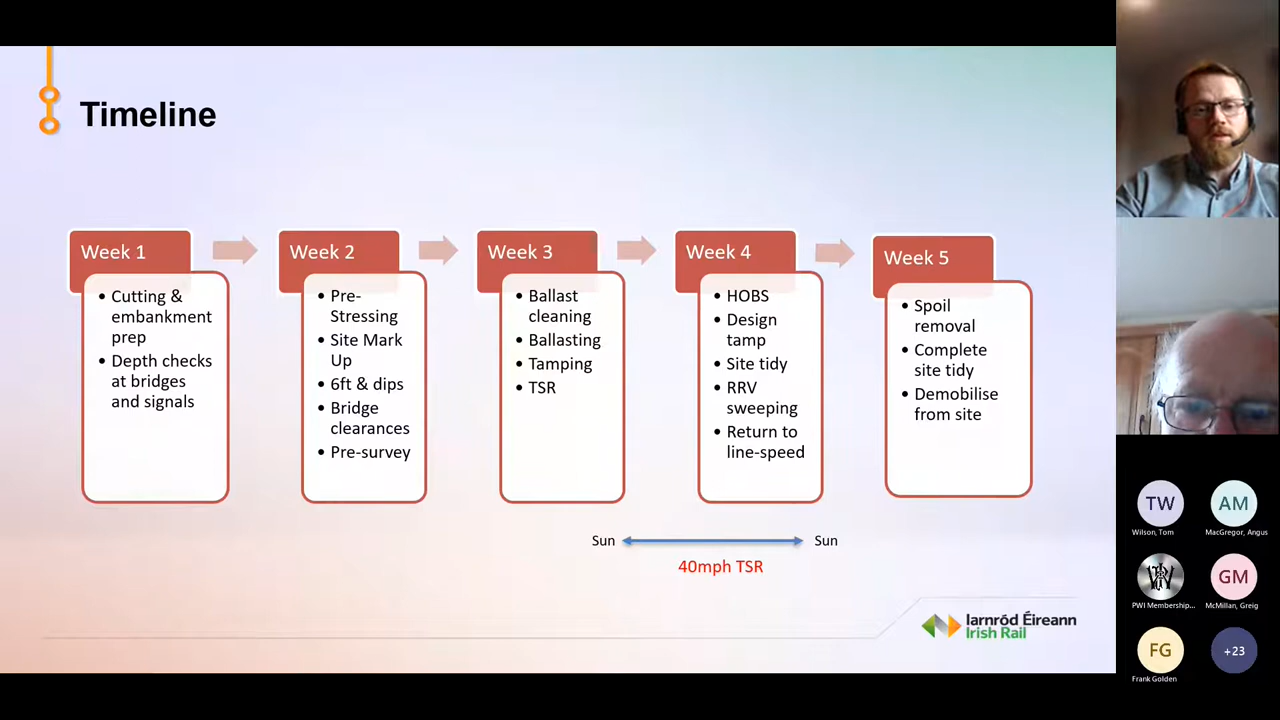 Timeline
Week 1
• Cutting &
embankment
prep
• Depth checks
at bridges
and signals
Week 2
• Pre-
Stressing
• Site Mark
Up
• 6ft & dips
• Bridge
clearances
• Pre-survey
Week 3
• Ballast
cleaning
• Ballasting
• Tamping
• TSR
Week 4
• HOBS
• Design
tamp
• Site tidy
• RRV
sweeping
• Return to
line-speed
Week 5
• Spoil
removal
• Complete
site tidy
• Demobilise
from site
Sun
Sun
40mph TSR
Iarnród Éireann
Irish Rail
TW
AM
Wilson, Tom
MacGregor, Angus
GM
PWI Membership...
McMillan, Greig
FG
+23
Frank Golden